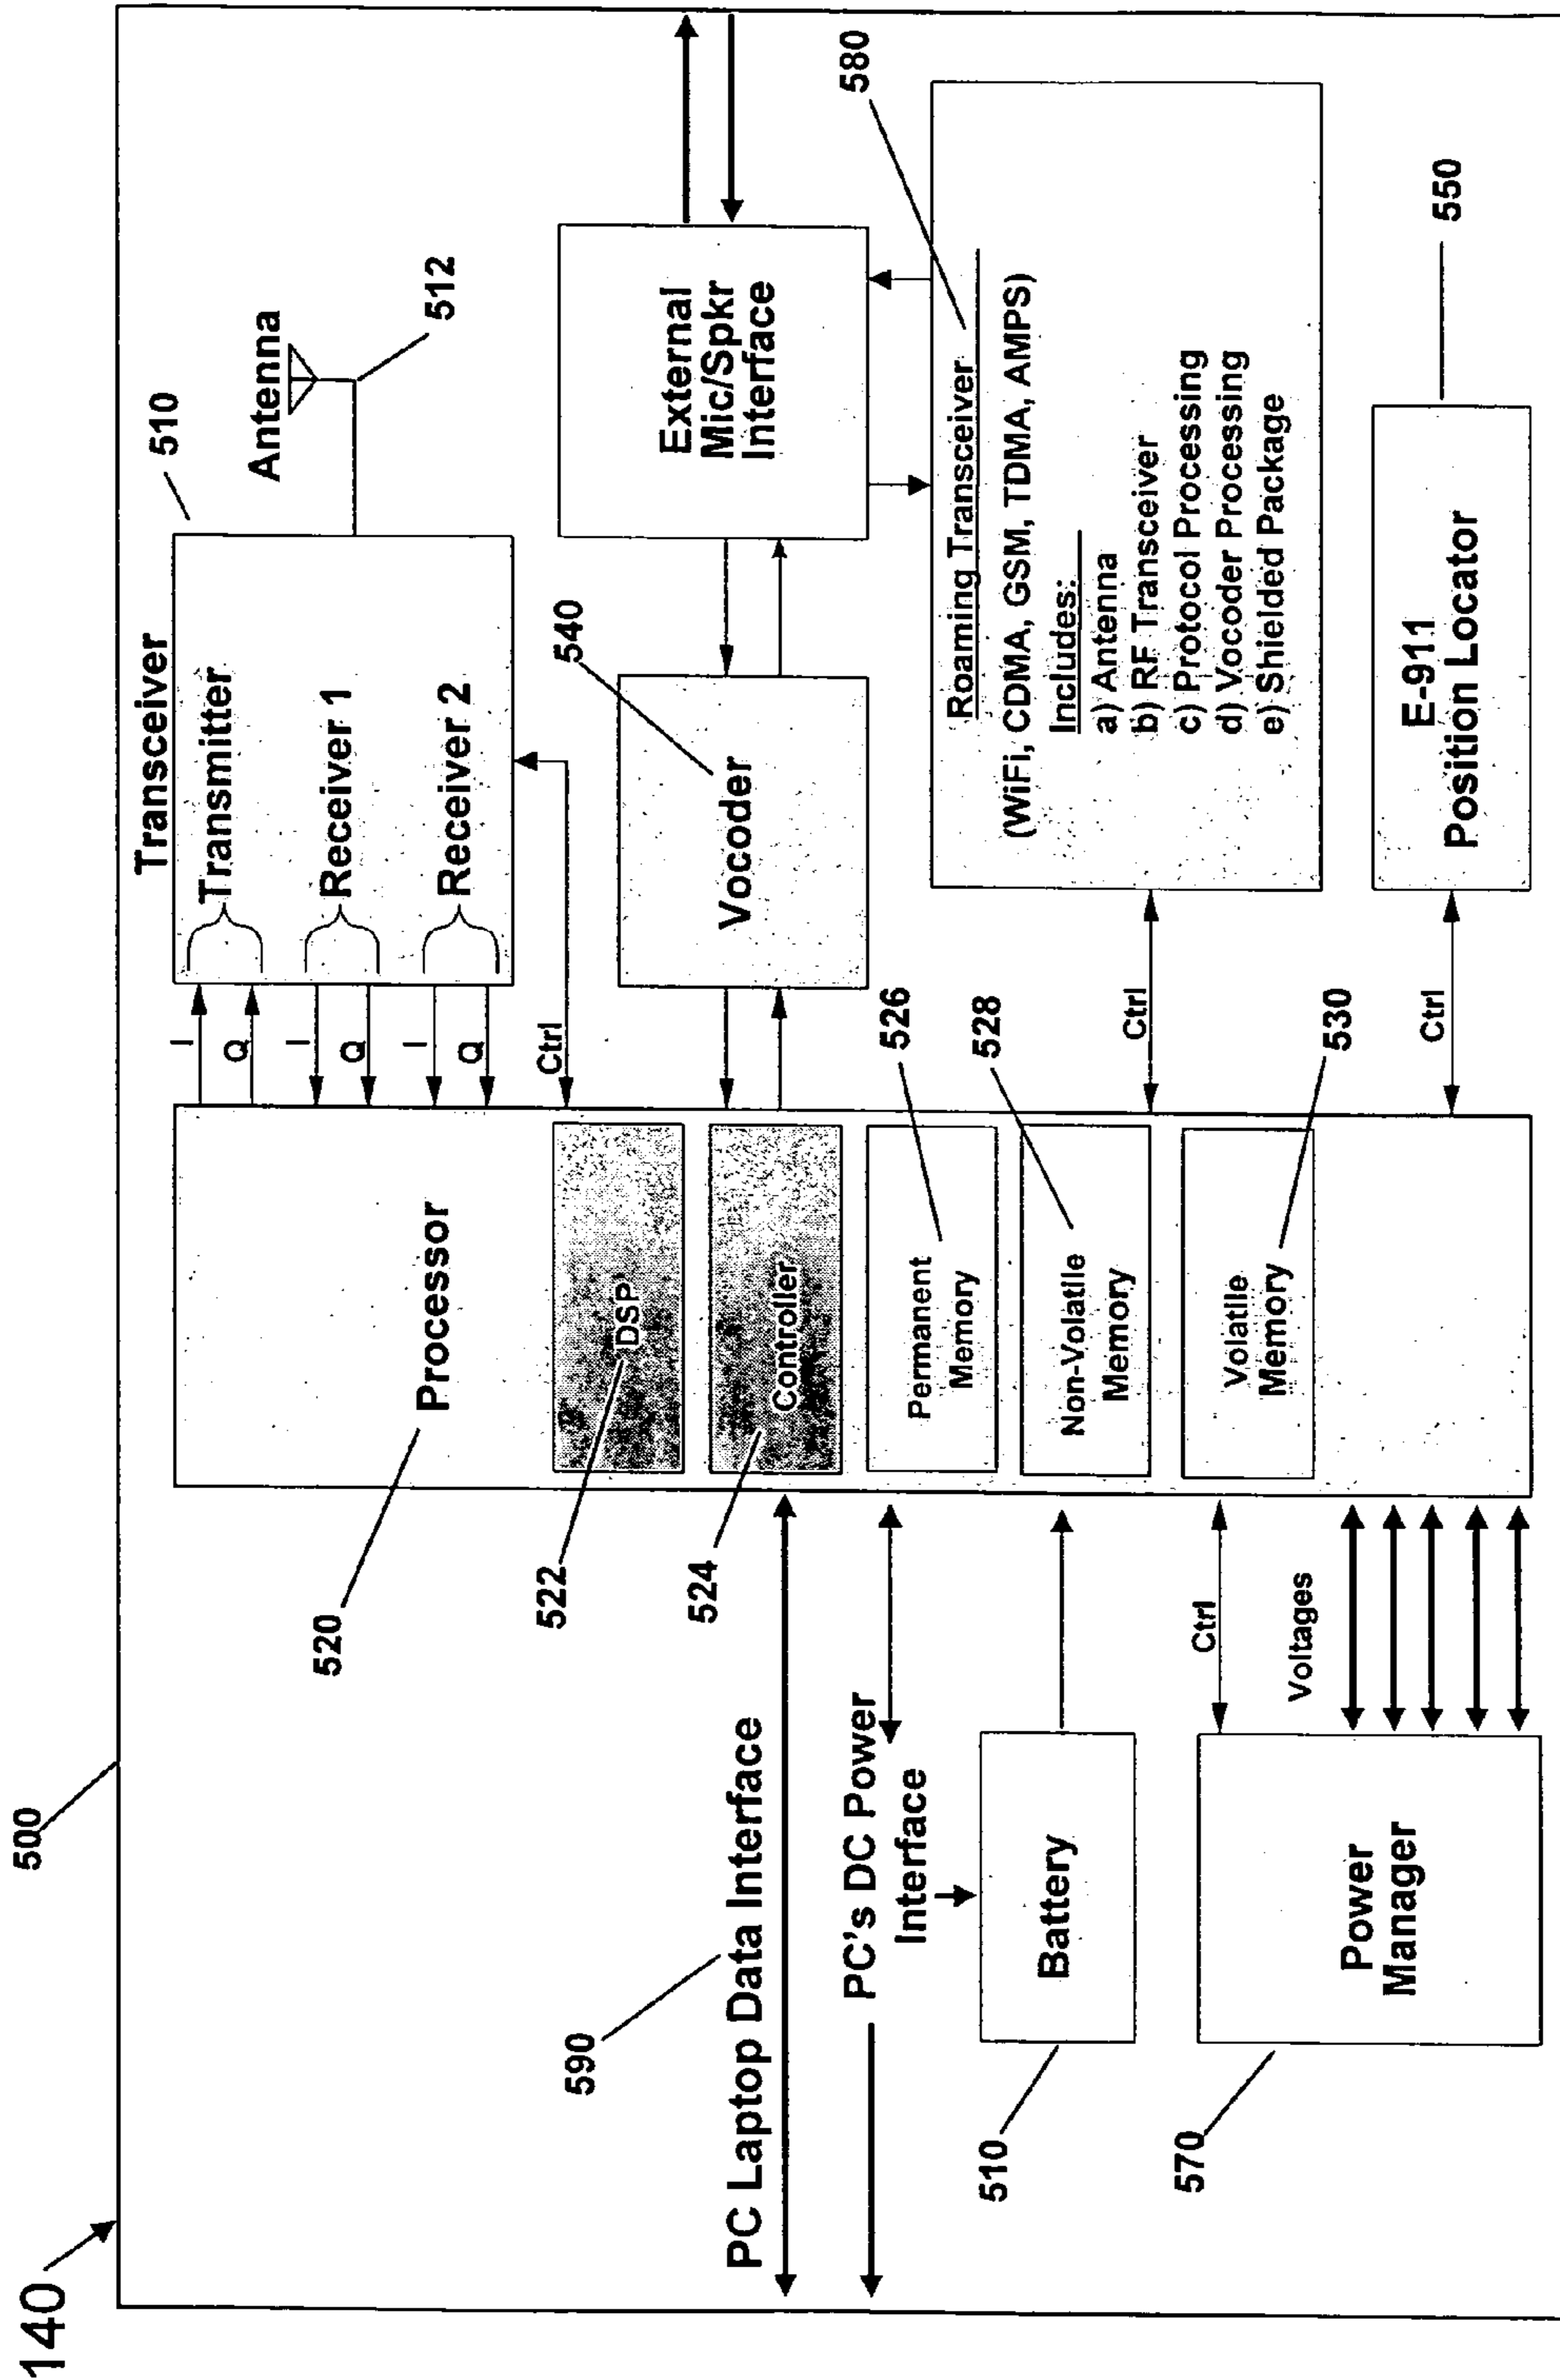 140
500
Transceiver
510
Antenna
512
Transmitter
Receiver 1
Receiver 2
I
Q
I
Q
I
Q
Ctrl
520
Processor
522
DSP
524
Controller
Permanent
Memory
526
Non-Volatile
Memory
528
Volatile
Memory
530
540
Vocoder
External
Mic/Spkr
Interface
580
Roaming Transceiver
(WiFi, CDMA, GSM, TDMA, AMPS)
Includes:
a) Antenna
b) RF Transceiver
c) Protocol Processing
d) Vocoder Processing
e) Shielded Package
Ctrl
E-911
Position Locator
550
Ctrl
590
PC Laptop Data Interface
PC's DC Power
Interface
Battery
510
Ctrl
Voltages
Power
Manager
570